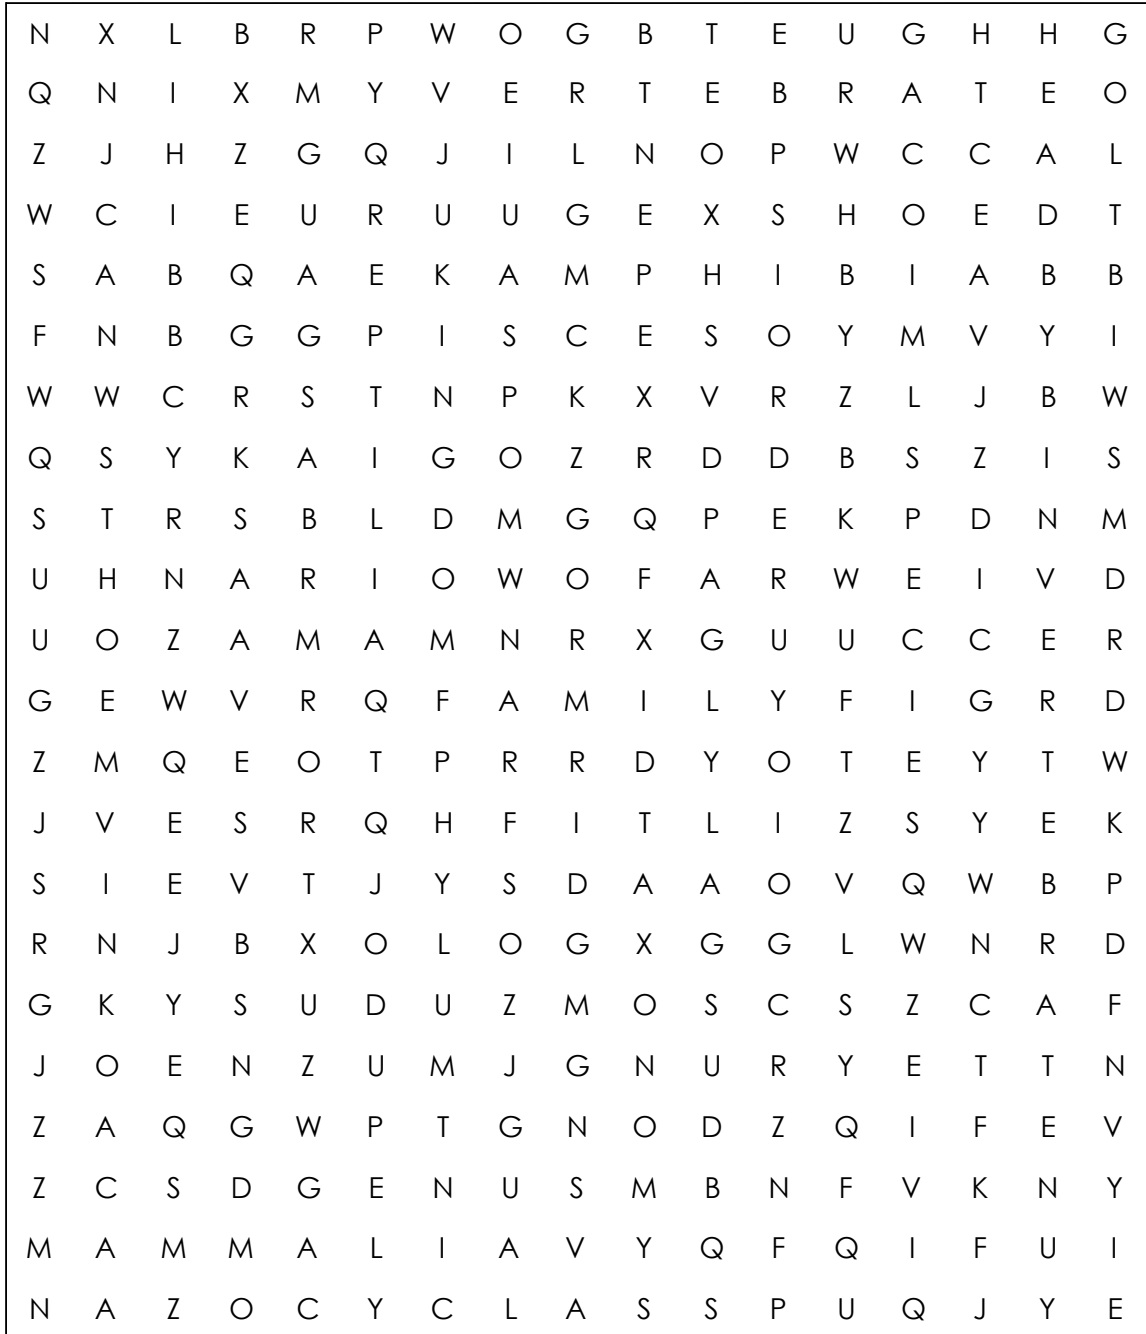 N X L B R P W O G B T E U G H H G
Q N I X M Y V E R T E B R A T E O
Z J H Z G Q J I L N O P W C C A L
W C I E U R U U G E X S H O E D T
S A B Q A E K A M P H I B I A B B
F N B G G P I S C E S O Y M V Y I
W W C R S T N P K X V R Z L J B W
Q S Y K A I G O Z R D D B S Z I S
S T R S B L D M G Q P E K P D N M
U H N A R I O W O F A R W E I V D
U O Z A M A M N R X G U U C C E R
G E W V R Q F A M I L Y F I G R D
Z M Q E O T P R R D Y O T E Y T W
J V E S R Q H F I T L I Z S Y E K
S I E V T J Y S D A A O V Q W B P
R N J B X O L O G X G G L W N R D
G K Y S U D U Z M O S C S Z C A F
J O E N Z U M J G N U R Y E T T N
Z A Q G W P T G N O D Z Q I F E V
Z C S D G E N U S M B N F V K N Y
M A M M A L I A V Y Q F Q I F U I
N A Z O C Y C L A S S P U Q J Y E